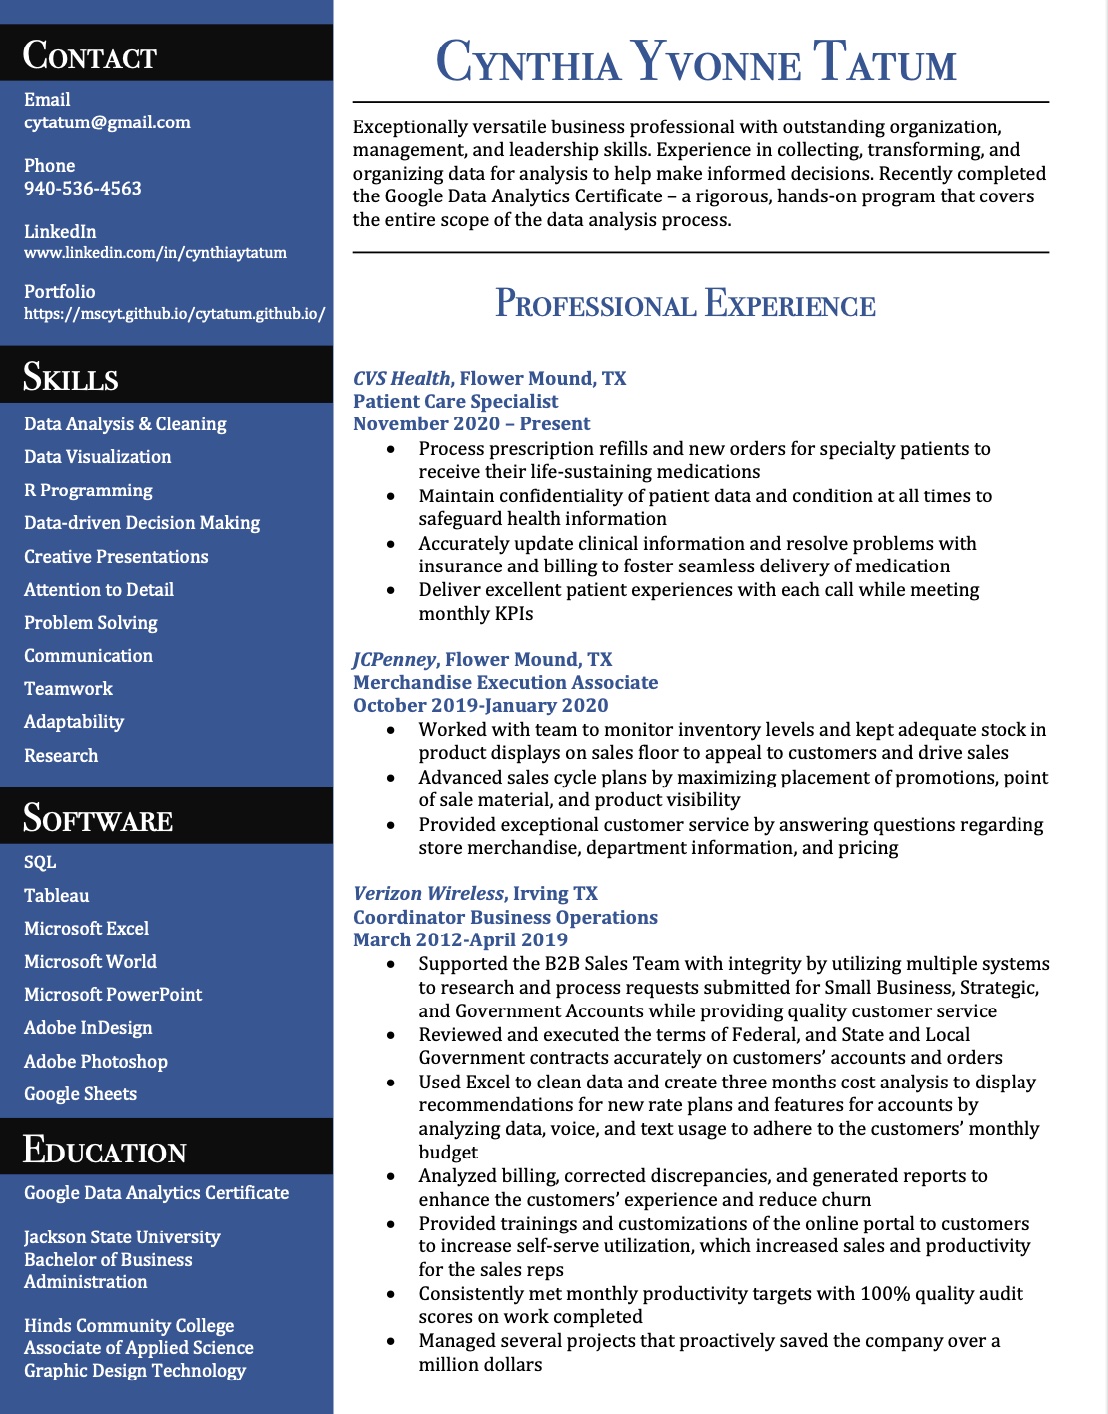 CONTACT
Email
cytatum@gmail.com
Phone
940-536-4563
LinkedIn
www.linkedin.com/in/cynthiaytatum
Portfolio
https://mscyt.github.io/cytatum.github.io/
SKILLS
Data Analysis & Cleaning
Data Visualization
R Programming
Data-driven Decision Making
Creative Presentations
Attention to Detail
Problem Solving
Communication
Teamwork
Adaptability
Research
SOFTWARE
SQL
Tableau
Microsoft Excel
Microsoft World
Microsoft PowerPoint
Adobe InDesign
Adobe Photoshop
Google Sheets
EDUCATION
Google Data Analytics Certificate
Jackson State University
Bachelor of Business
Administration
Hinds Community College
Associate of Applied Science
Graphic Design Technology
CYNTHIA YVONNE TATUM
Exceptionally versatile business professional with outstanding organization,
management, and leadership skills. Experience in collecting, transforming, and
organizing data for analysis to help make informed decisions. Recently completed
the Google Data Analytics Certificate – a rigorous, hands-on program that covers
the entire scope of the data analysis process.
PROFESSIONAL EXPERIENCE
CVS Health, Flower Mound, TX
Patient Care Specialist
November 2020 – Present
• Process prescription refills and new orders for specialty patients to
receive their life-sustaining medications
• Maintain confidentiality of patient data and condition at all times to
safeguard health information
• Accurately update clinical information and resolve problems with
insurance and billing to foster seamless delivery of medication
• Deliver excellent patient experiences with each call while meeting
monthly KPIs
JCPenney, Flower Mound, TX
Merchandise Execution Associate
October 2019-January 2020
• Worked with team to monitor inventory levels and kept adequate stock in
product displays on sales floor to appeal to customers and drive sales
• Advanced sales cycle plans by maximizing placement of promotions, point
of sale material, and product visibility
• Provided exceptional customer service by answering questions regarding
store merchandise, department information, and pricing
Verizon Wireless, Irving TX
Coordinator Business Operations
March 2012-April 2019
• Supported the B2B Sales Team with integrity by utilizing multiple systems
to research and process requests submitted for Small Business, Strategic,
and Government Accounts while providing quality customer service
• Reviewed and executed the terms of Federal, and State and Local
Government contracts accurately on customers’ accounts and orders
• Used Excel to clean data and create three months cost analysis to display
recommendations for new rate plans and features for accounts by
analyzing data, voice, and text usage to adhere to the customers’ monthly
budget
• Analyzed billing, corrected discrepancies, and generated reports to
enhance the customers’ experience and reduce churn
• Provided trainings and customizations of the online portal to customers
to increase self-serve utilization, which increased sales and productivity
for the sales reps
• Consistently met monthly productivity targets with 100% quality audit
scores on work completed
• Managed several projects that proactively saved the company over a
million dollars